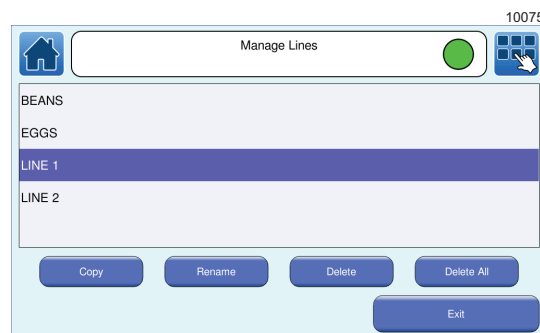 10075
Manage Lines
BEANS
EGGS
LINE 1
LINE 2
Copy Rename Delete Delete All
Exit